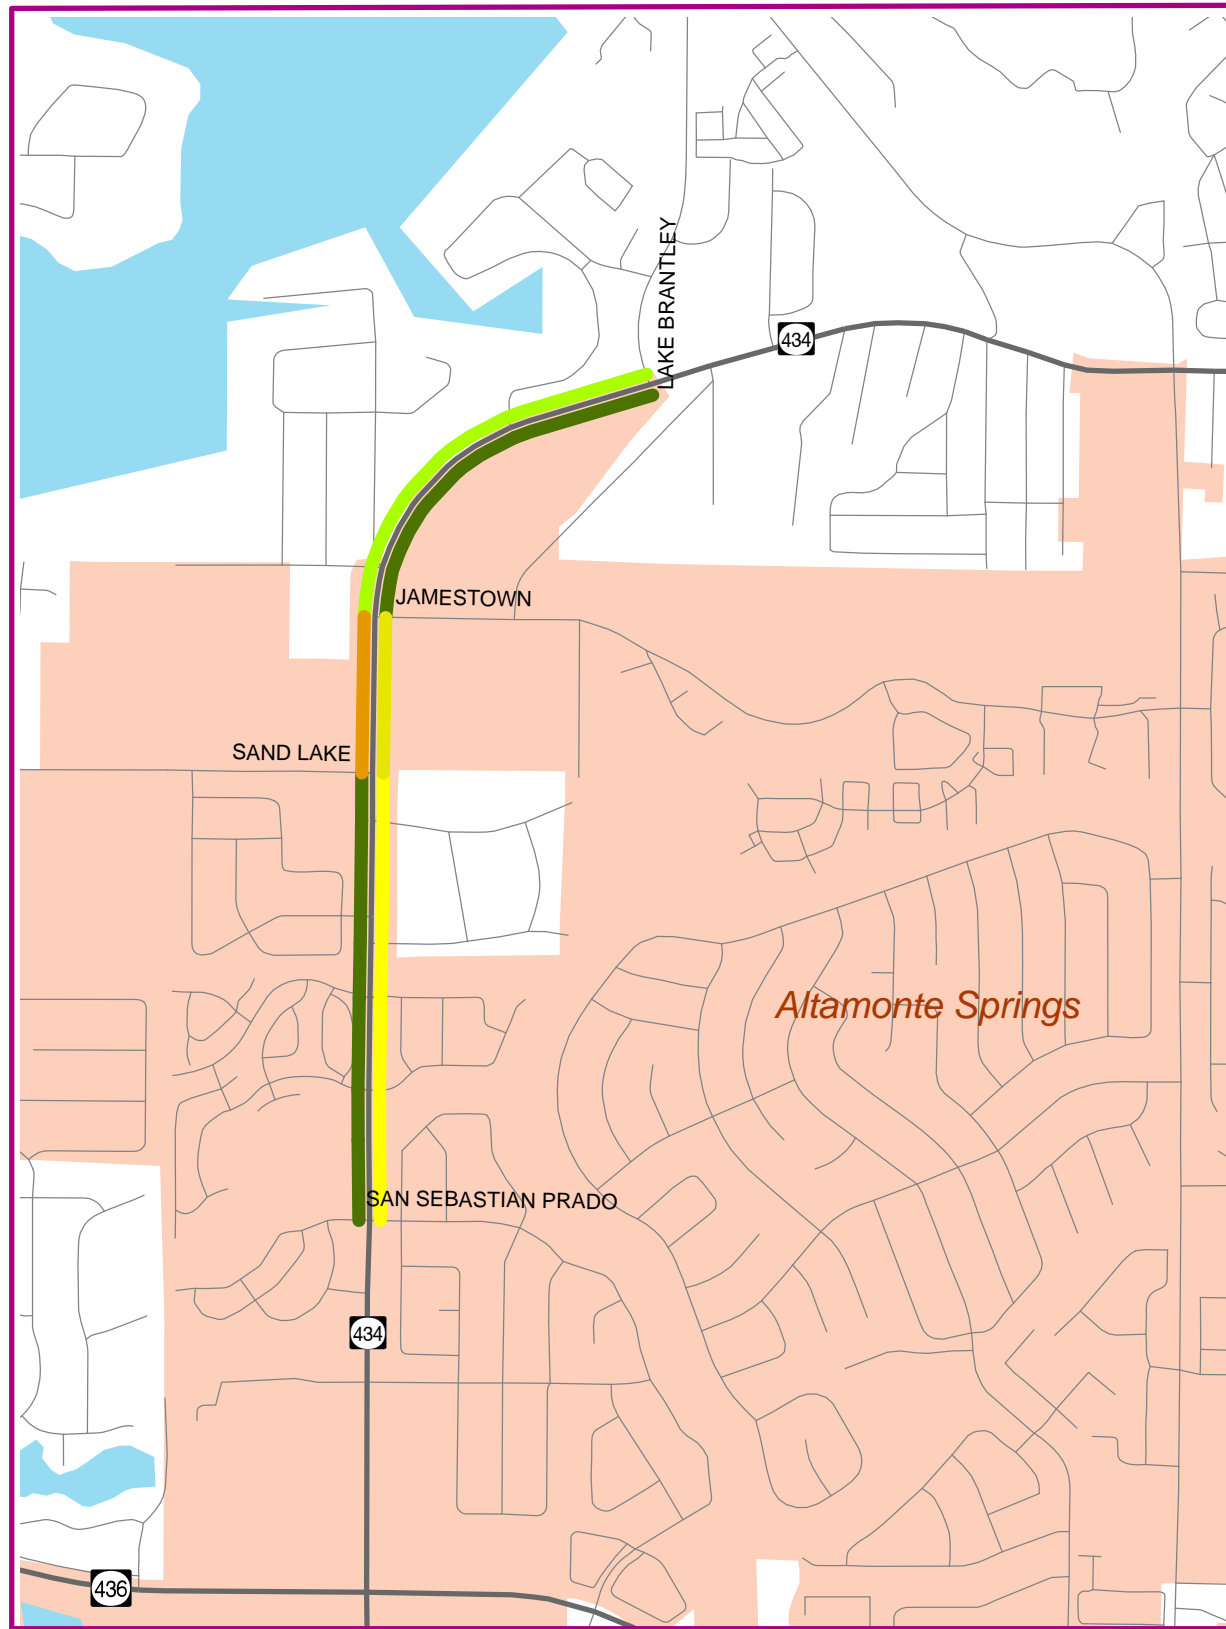 LAKE BRANTLEY
434
JAMESTOWN
SAND LAKE
Altamonte Springs
SAN SEBASTIAN PRADO
434
436